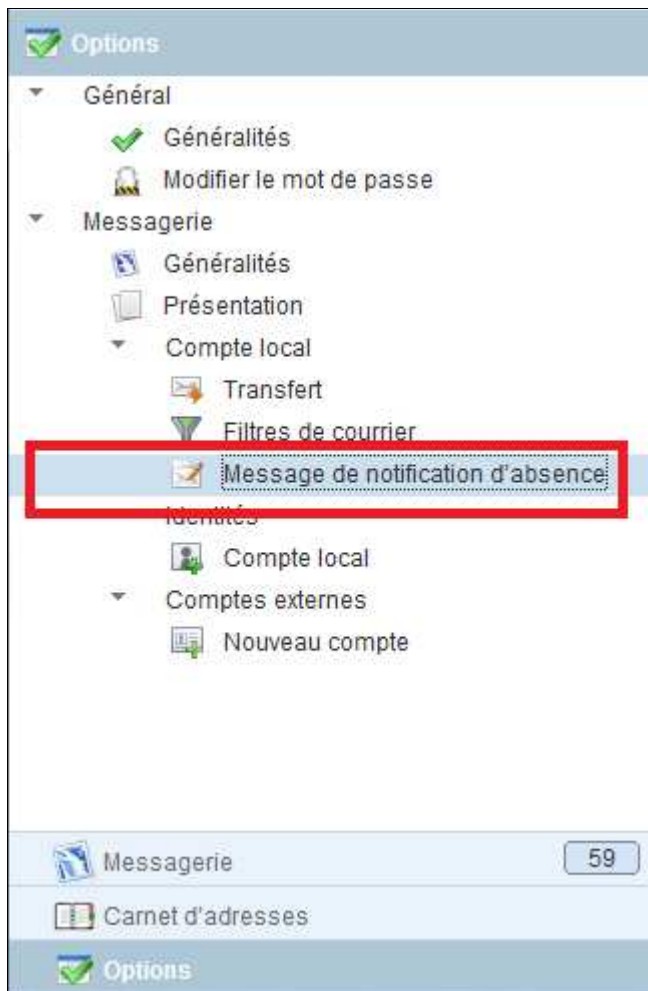 Options
Général
Généralités
Modifier le mot de passe
Messagerie
Généralités
Présentation
Compte local
Transfert
Filtres de courrier
Message de notification d'absence
Identités
Compte local
Comptes externes
Nouveau compte
Messagerie 59
Carnet d'adresses
Options